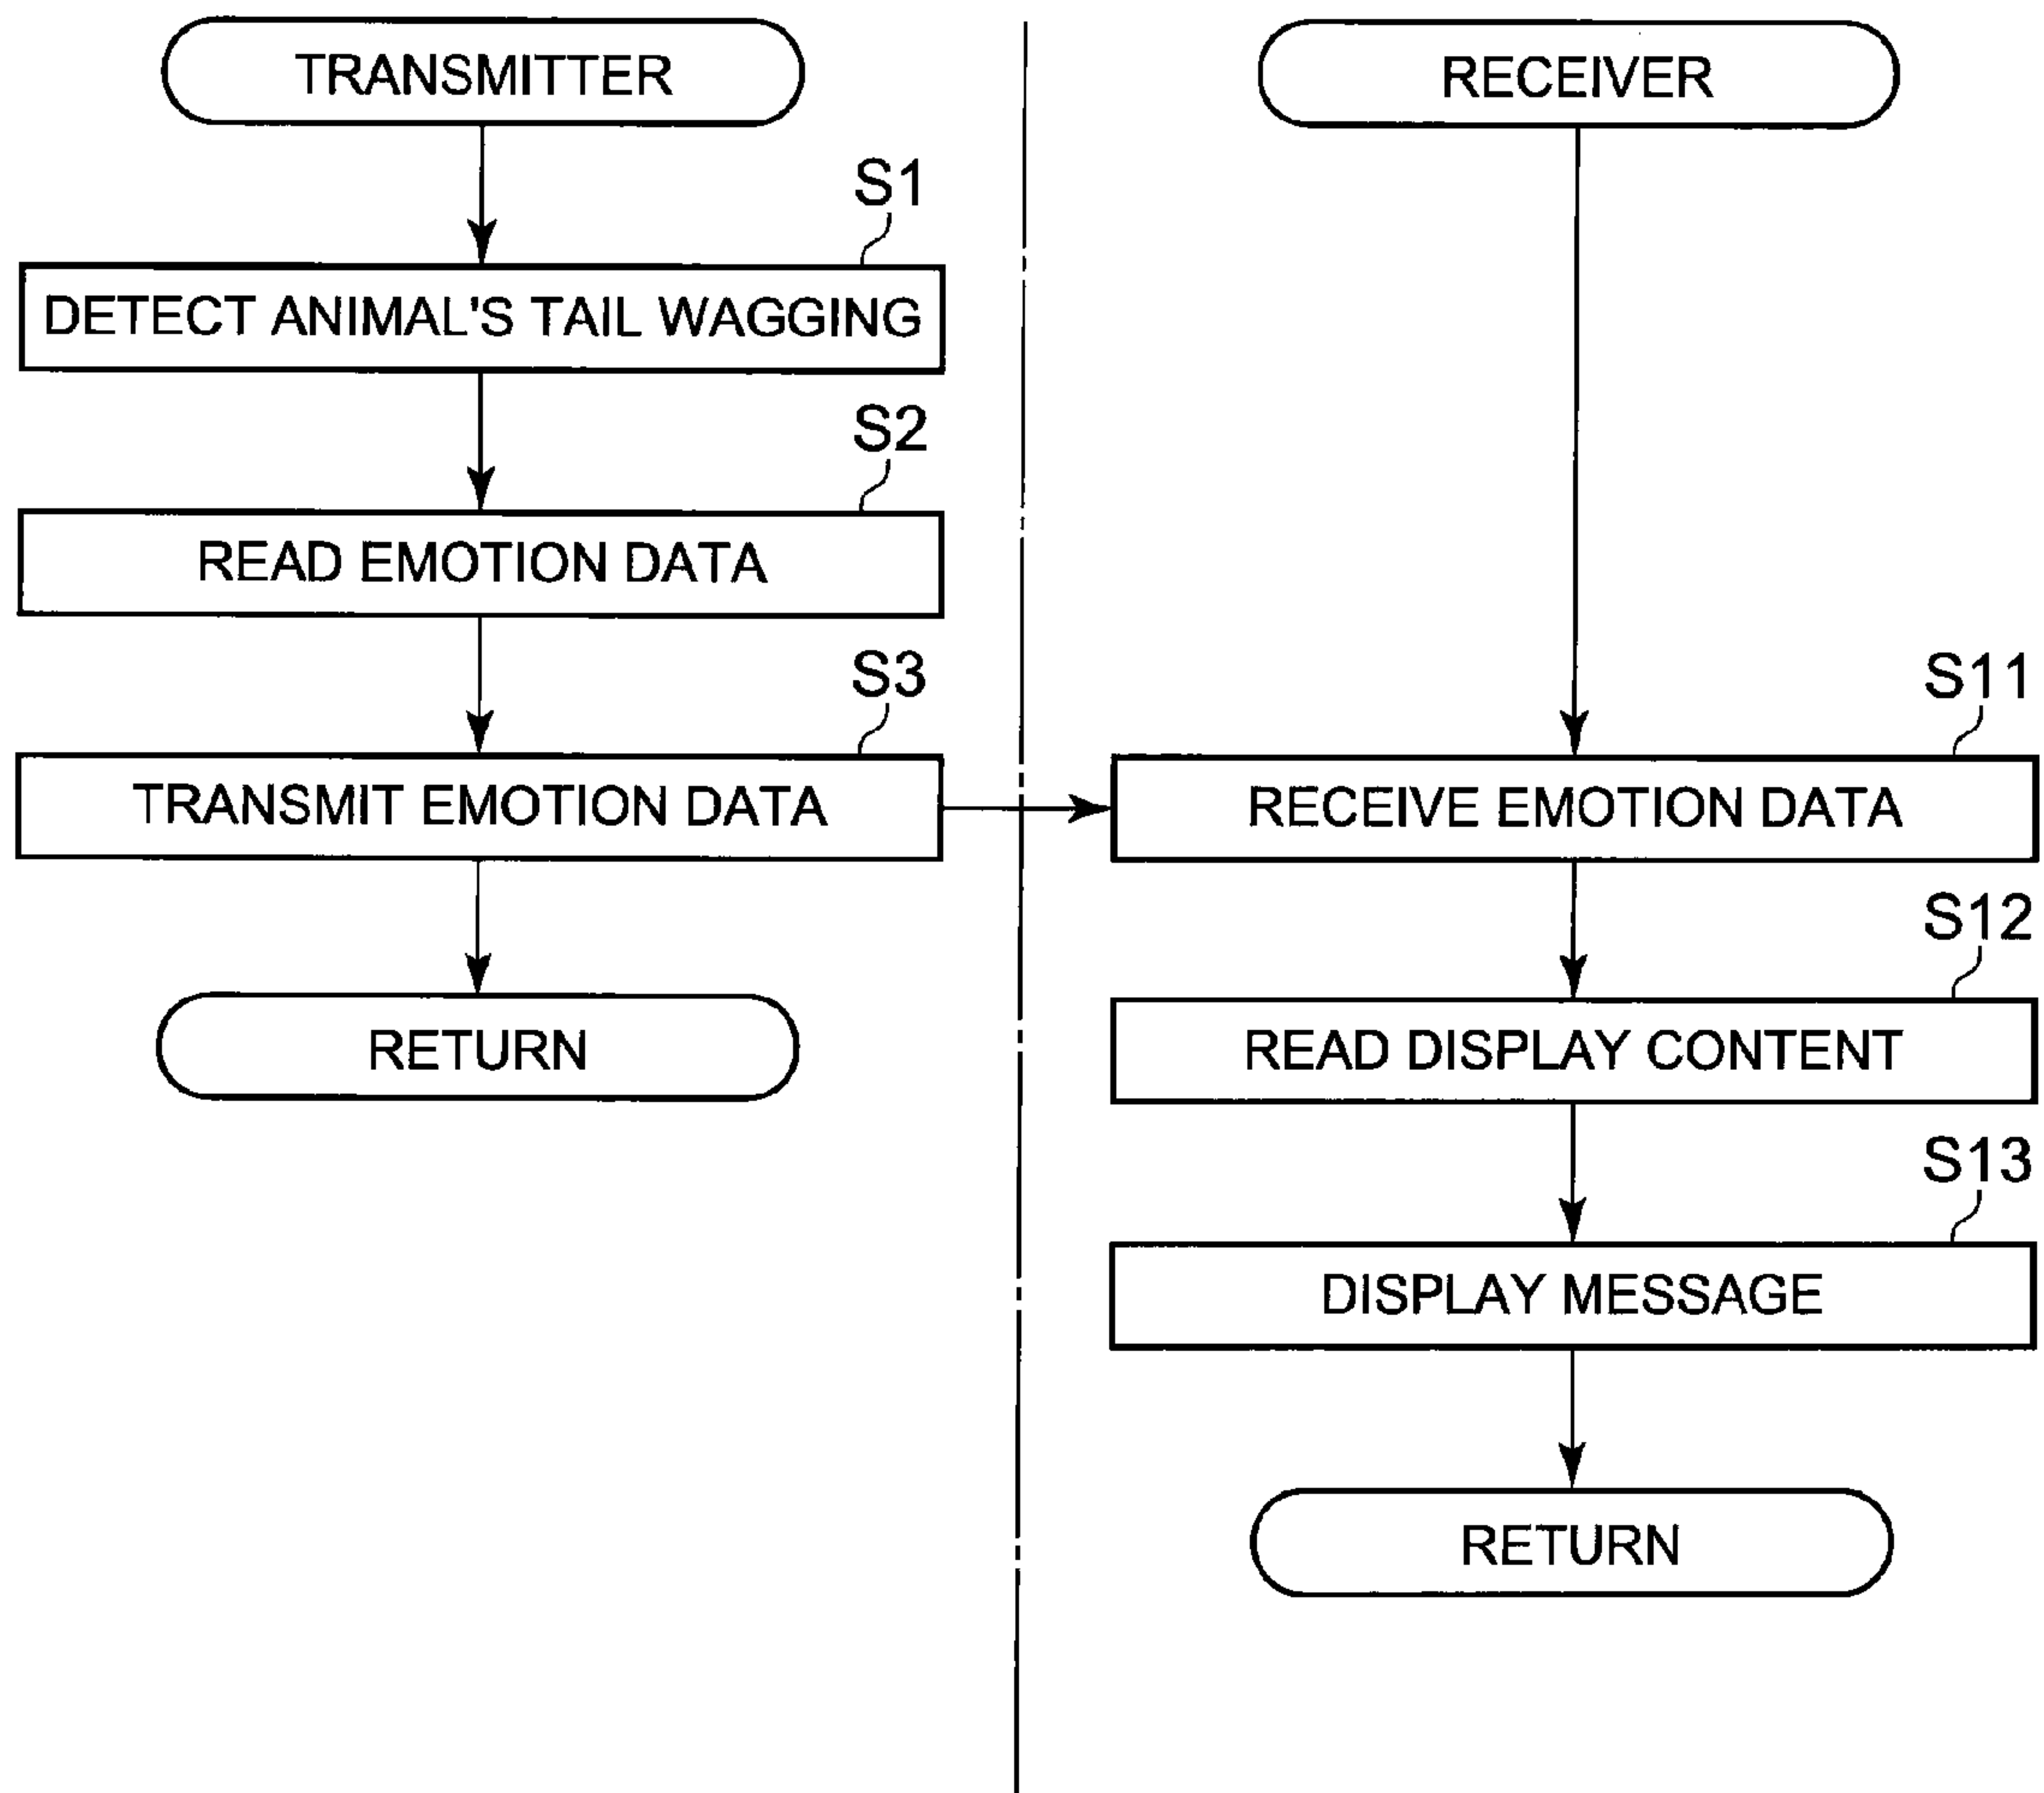 TRANSMITTER
S1
DETECT ANIMAL'S TAIL WAGGING
S2
READ EMOTION DATA
S3
TRANSMIT EMOTION DATA
RETURN
RECEIVER
S11
RECEIVE EMOTION DATA
S12
READ DISPLAY CONTENT
S13
DISPLAY MESSAGE
RETURN